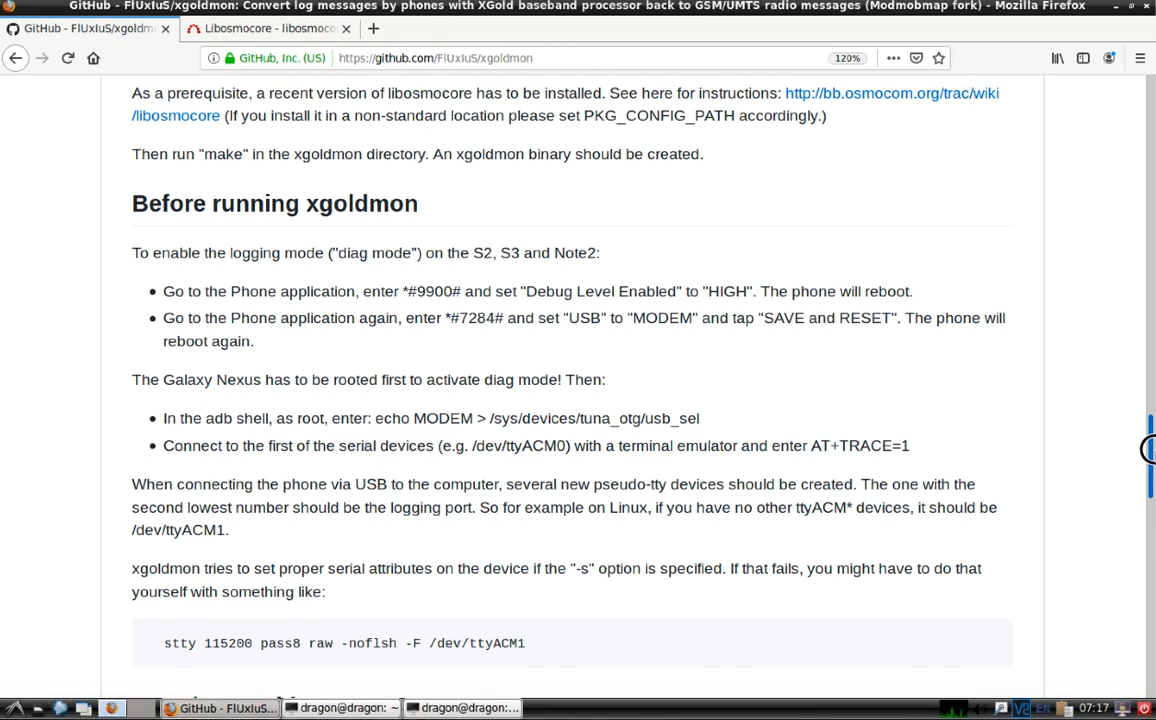 GitHub - FlUxIuS/xgoldmon: Convert log messages by phones with XGold baseband processor back to GSM/UMTS radio messages (Modmobmap fork) - Mozilla Firefox
GitHub - FlUxIuS/xgoldm
Libosmocore - libosmoco
GitHub, Inc. (US)
https://github.com/FlUxIuS/xgoldmon
120%
As a prerequisite, a recent version of libosmocore has to be installed. See here for instructions: http://bb.osmocom.org/trac/wiki
/libosmocore (If you install it in a non-standard location please set PKG_CONFIG_PATH accordingly.)
Then run "make" in the xgoldmon directory. An xgoldmon binary should be created.
Before running xgoldmon
To enable the logging mode ("diag mode") on the S2, S3 and Note2:
• Go to the Phone application, enter *#9900# and set "Debug Level Enabled" to "HIGH". The phone will reboot.
• Go to the Phone application again, enter *#7284# and set "USB" to "MODEM" and tap "SAVE and RESET". The phone will
reboot again.
The Galaxy Nexus has to be rooted first to activate diag mode! Then:
• In the adb shell, as root, enter: echo MODEM > /sys/devices/tuna_otg/usb_sel
• Connect to the first of the serial devices (e.g. /dev/ttyACM0) with a terminal emulator and enter AT+TRACE=1
When connecting the phone via USB to the computer, several new pseudo-tty devices should be created. The one with the
second lowest number should be the logging port. So for example on Linux, if you have no other ttyACM* devices, it should be
/dev/ttyACM1.
xgoldmon tries to set proper serial attributes on the device if the "-s" option is specified. If that fails, you might have to do that
yourself with something like:
stty 115200 pass8 raw -noflsh -F /dev/ttyACM1
GitHub - FlUxIuS...
dragon@dragon: ~
dragon@dragon:...
EN
07:17